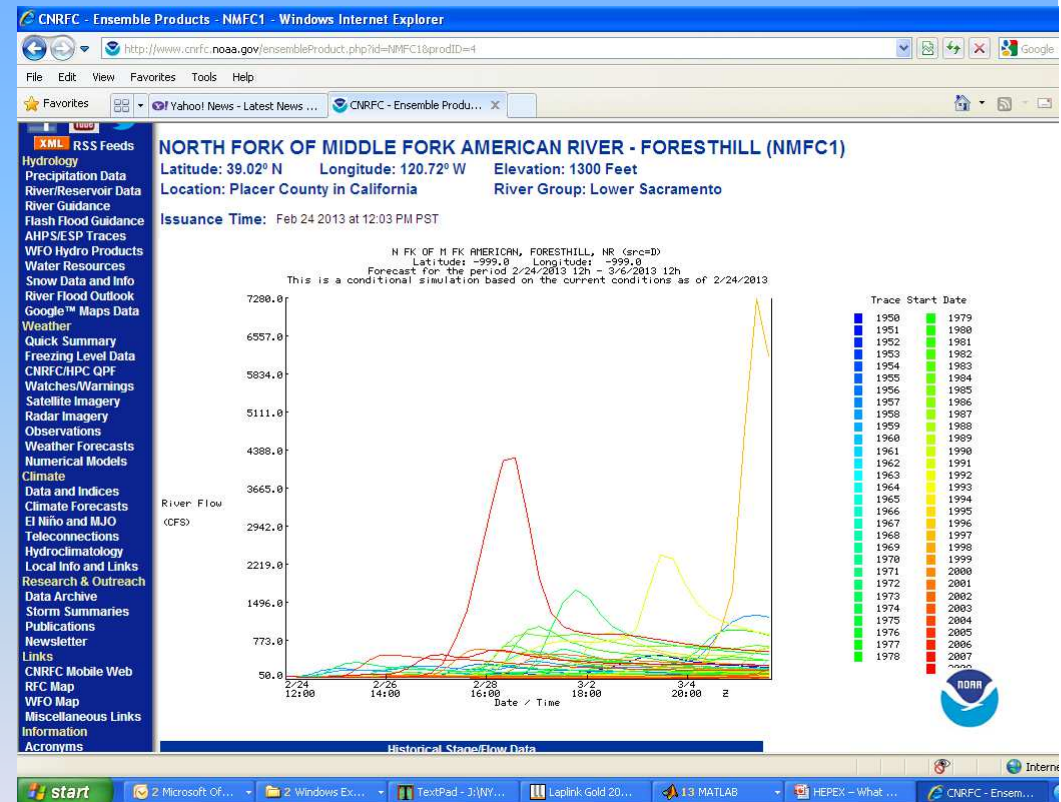 CNRFC - Ensemble Products - NMFC1 - Windows Internet Explorer
http://www.cnrfc.noaa.gov/ensembleProduct.php?id=NMFC1&prodID=4
Google
File Edit View Favorites Tools Help
Favorites
Yahoo! News - Latest News ...
CNRFC - Ensemble Produ... X
XML RSS Feeds
Hydrology
Precipitation Data
River/Reservoir Data
River Guidance
Flash Flood Guidance
AHPS/ESP Traces
WFO Hydro Products
Water Resources
Snow Data and Info
River Flood Outlook
Google™ Maps Data
Weather
Quick Summary
Freezing Level Data
CNRFC/HPC QPF
Watches/Warnings
Satellite Imagery
Radar Imagery
Observations
Weather Forecasts
Numerical Models
Climate
Data and Indices
Climate Forecasts
El Niño and MJO
Teleconnections
Hydroclimatology
Local Info and Links
Research & Outreach
Data Archive
Storm Summaries
Publications
Newsletter
Links
CNRFC Mobile Web
RFC Map
WFO Map
Miscellaneous Links
Information
Acronyms
NORTH FORK OF MIDDLE FORK AMERICAN RIVER - FORESTHILL (NMFC1)
Latitude: 39.02º N Longitude: 120.72º W Elevation: 1300 Feet
Location: Placer County in California River Group: Lower Sacramento
Issuance Time: Feb 24 2013 at 12:03 PM PST
N FK OF M FK AMERICAN, FORESTHILL, NR (src=D)
Latitude: -999.0 Longitude: -999.0
Forecast for the period 2/24/2013 12h - 3/6/2013 12h
This is a conditional simulation based on the current conditions as of 2/24/2013
7280.0
6557.0
5834.0
5111.0
4388.0
3665.0
River Flow
(CFS)
2942.0
2219.0
1496.0
773.0
50.0
2/24 2/26 2/28 3/2 3/4
12:00 14:00 16:00 18:00 20:00 Z
Date / Time
Trace Start Date
1950 1979
1951 1980
1952 1981
1953 1982
1954 1983
1955 1984
1956 1985
1957 1986
1958 1987
1959 1988
1960 1989
1961 1990
1962 1991
1963 1992
1964 1993
1965 1994
1966 1995
1967 1996
1968 1997
1969 1998
1970 1999
1971 2000
1972 2001
1973 2002
1974 2003
1975 2004
1976 2005
1977 2006
1978 2007
NOAA
Historical Stage/Flow Data
Interne
start
2 Microsoft Of...
2 Windows Ex...
TextPad - J:\NY...
Laplink Gold 20...
13 MATLAB
HEPEX – What ...
CNRFC - Ensem...